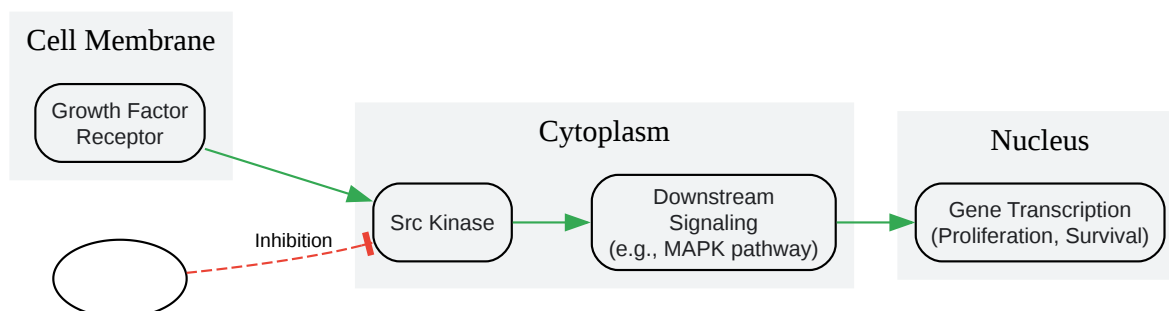 Cell Membrane
Growth Factor
Receptor
Cytoplasm
Nucleus
Src Kinase
Downstream
Signaling
(e.g., MAPK pathway)
Gene Transcription
(Proliferation, Survival)
Inhibition